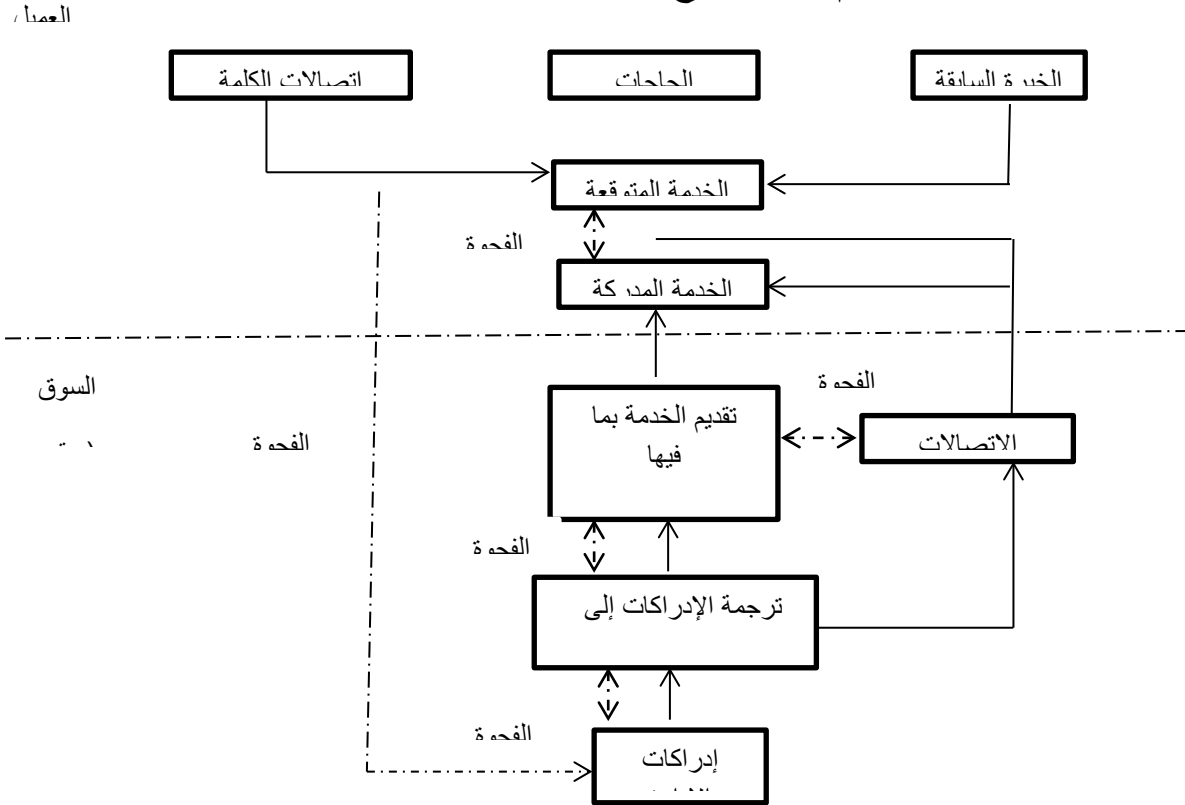 العميل
الخبرة السابقة
الحاجات
اتصالات الكلمة
الخدمة المتوقعة
الفجوة
الخدمة المدركة
السوق
الفجوة
تقديم الخدمة بما
فيها
الاتصالات
الفجوة
الفجوة
ترجمة الإدراكات إلى
الفجوة
إدراكات